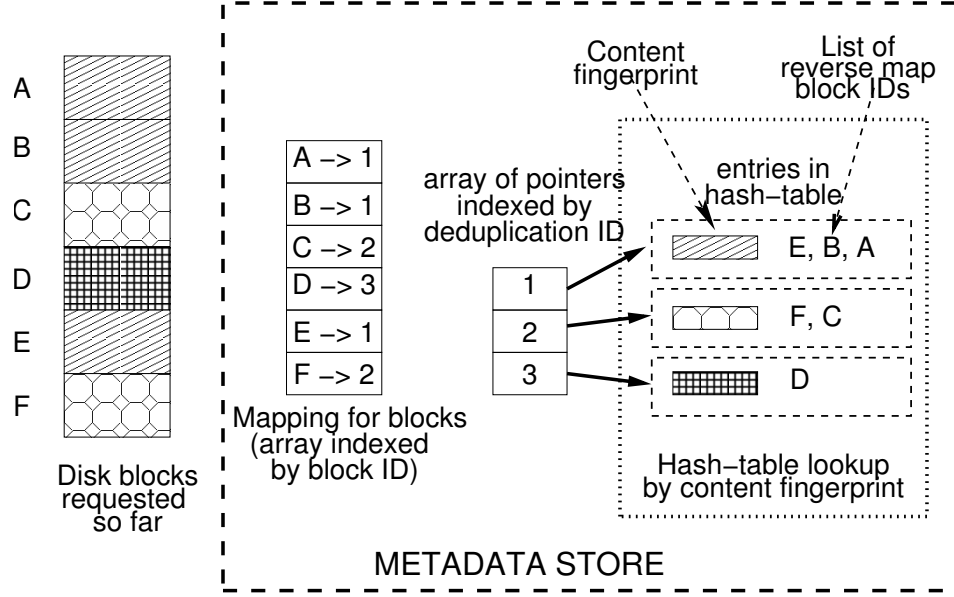 A
B
C
D
E
F
Disk blocks
requested
so far
A −> 1
B −> 1
C −> 2
D −> 3
E −> 1
F −> 2
Mapping for blocks
(array indexed
by block ID)
array of pointers
indexed by
deduplication ID
1
2
3
Content
fingerprint
List of
reverse map
block IDs
entries in
hash−table
E, B, A
F, C
D
Hash−table lookup
by content fingerprint
METADATA STORE